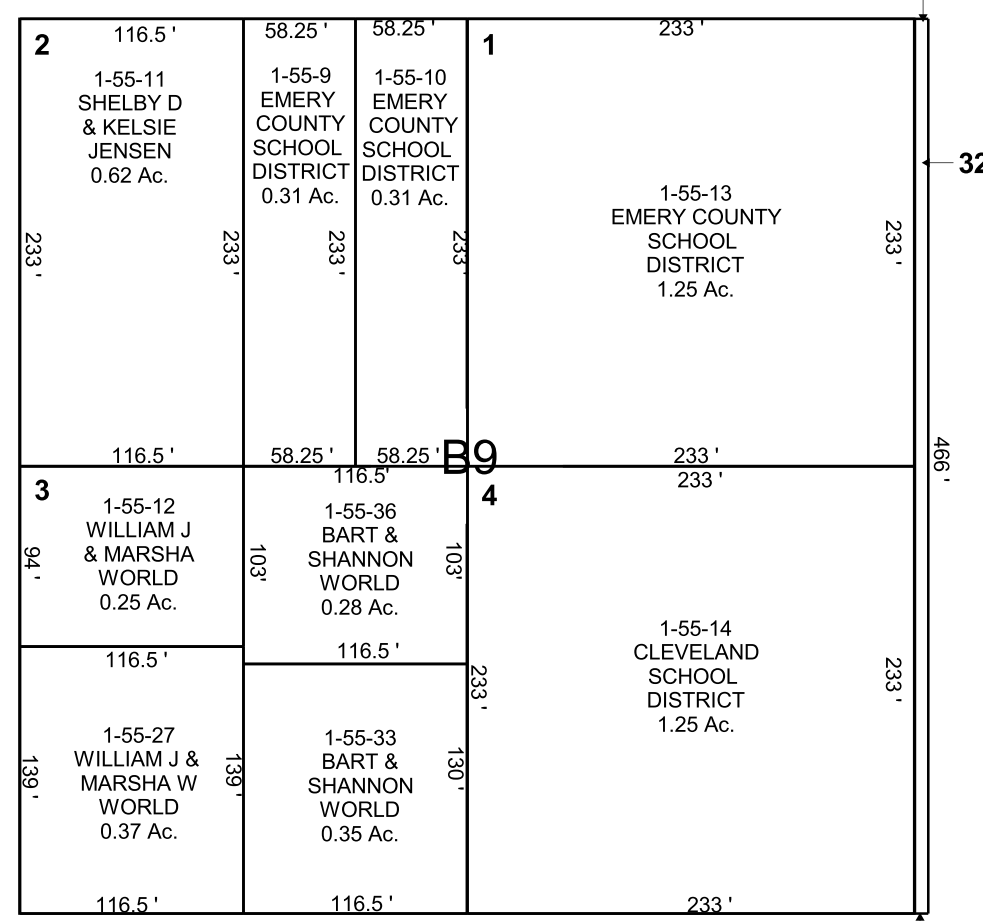 2
116.5 '
1-55-11
SHELBY D
& KELSIE
JENSEN
0.62 Ac.
233 '
233 '
116.5 '
58.25 '
1-55-9
EMERY
COUNTY
SCHOOL
DISTRICT
0.31 Ac.
233 '
58.25 '
58.25 '
1-55-10
EMERY
COUNTY
SCHOOL
DISTRICT
0.31 Ac.
233 '
58.25 '
1
233 '
1-55-13
EMERY COUNTY
SCHOOL
DISTRICT
1.25 Ac.
233 '
233 '
32
466 '
B9
3
1-55-12
WILLIAM J
& MARSHA
WORLD
0.25 Ac.
94 '
116.5'
1-55-36
BART &
SHANNON
WORLD
0.28 Ac.
103'
103'
116.5 '
4
233 '
1-55-14
CLEVELAND
SCHOOL
DISTRICT
1.25 Ac.
233 '
233 '
233 '
116.5 '
1-55-27
WILLIAM J &
MARSHA W
WORLD
0.37 Ac.
139 '
139 '
116.5 '
1-55-33
BART &
SHANNON
WORLD
0.35 Ac.
130 '
116.5 '